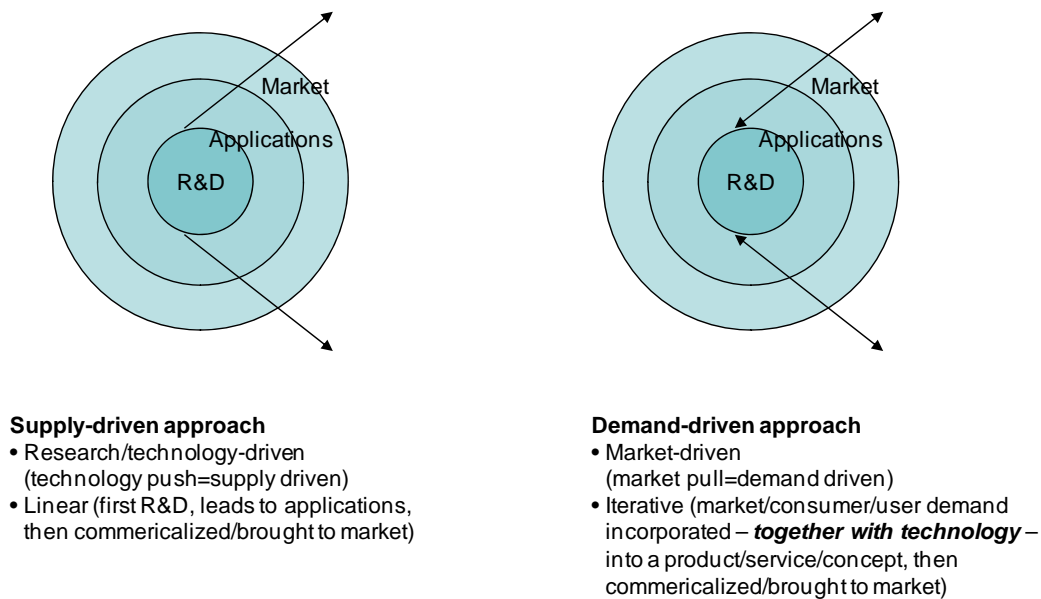 Market
Applications
R&D
Market
Applications
R&D
Supply-driven approach
• Research/technology-driven
(technology push=supply driven)
• Linear (first R&D, leads to applications,
then commericalized/brought to market)
Demand-driven approach
• Market-driven
(market pull=demand driven)
• Iterative (market/consumer/user demand
incorporated – together with technology –
into a product/service/concept, then
commericalized/brought to market)